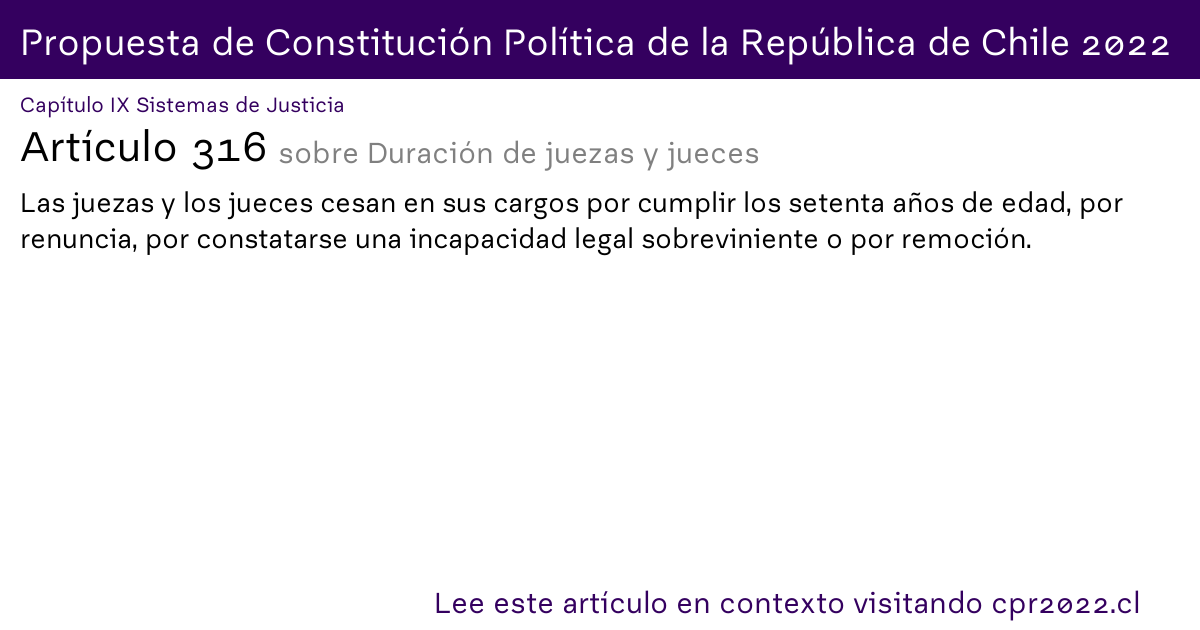 Propuesta de Constitución Política de la República de Chile 2022
Capítulo IX Sistemas de Justicia
Artículo 316 sobre Duración de juezas y jueces
Las juezas y los jueces cesan en sus cargos por cumplir los setenta años de edad, por
renuncia, por constatarse una incapacidad legal sobreviniente o por remoción.
Lee este artículo en contexto visitando cpr2022.cl